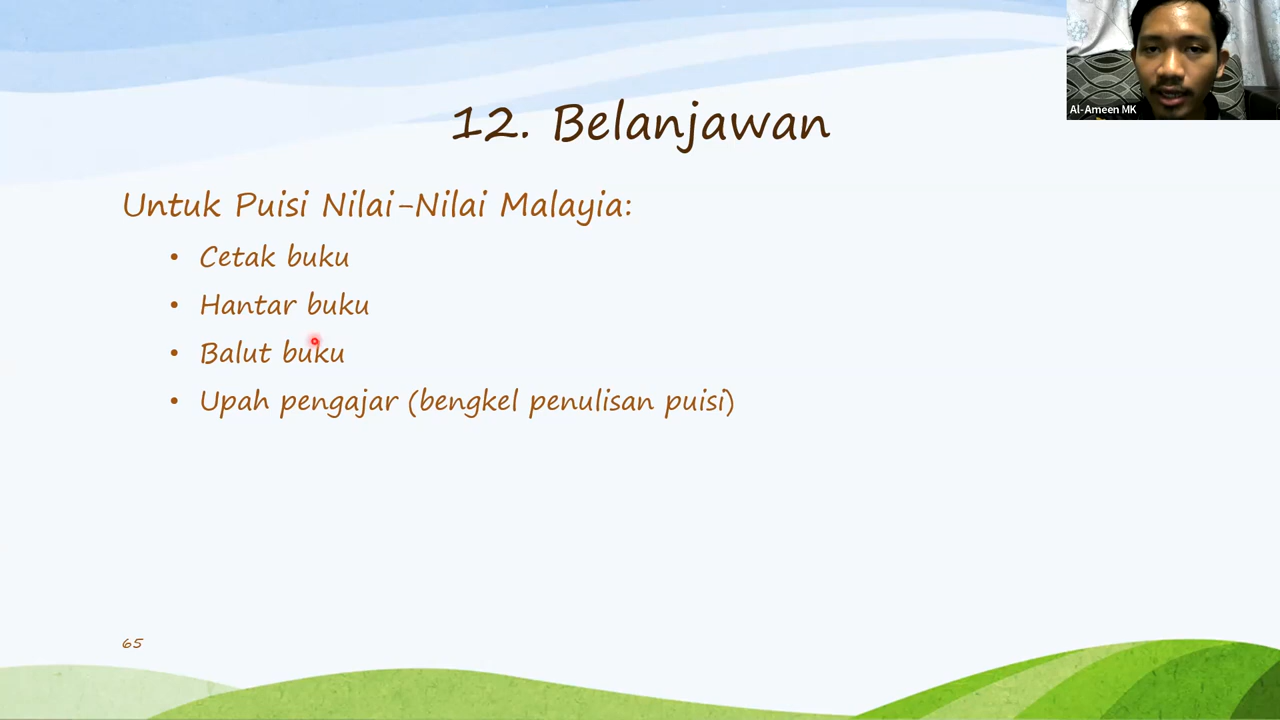 Al-Ameen MK
12. Belanjawan
Untuk Puisi Nilai-Nilai Malayia:
• Cetak buku
• Hantar buku
• Balut buku
• Upah pengajar (bengkel penulisan puisi)
65